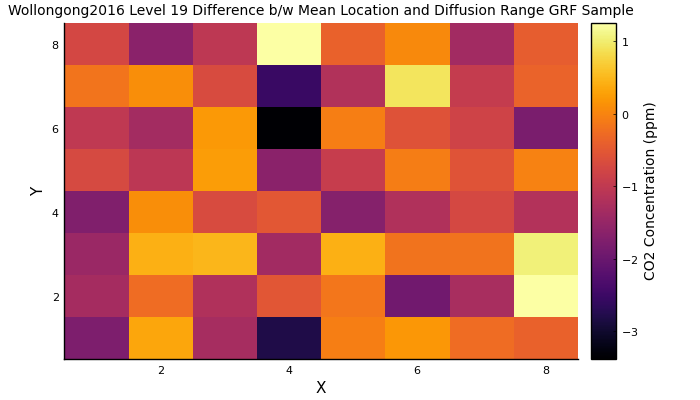 Wollongong2016 Level 19 Difference b/w Mean Location and Diffusion Range GRF Sample
8
6
4
2
Y
2 4 6 8
X
1
0
−1
−2
−3
CO2 Concentration (ppm)